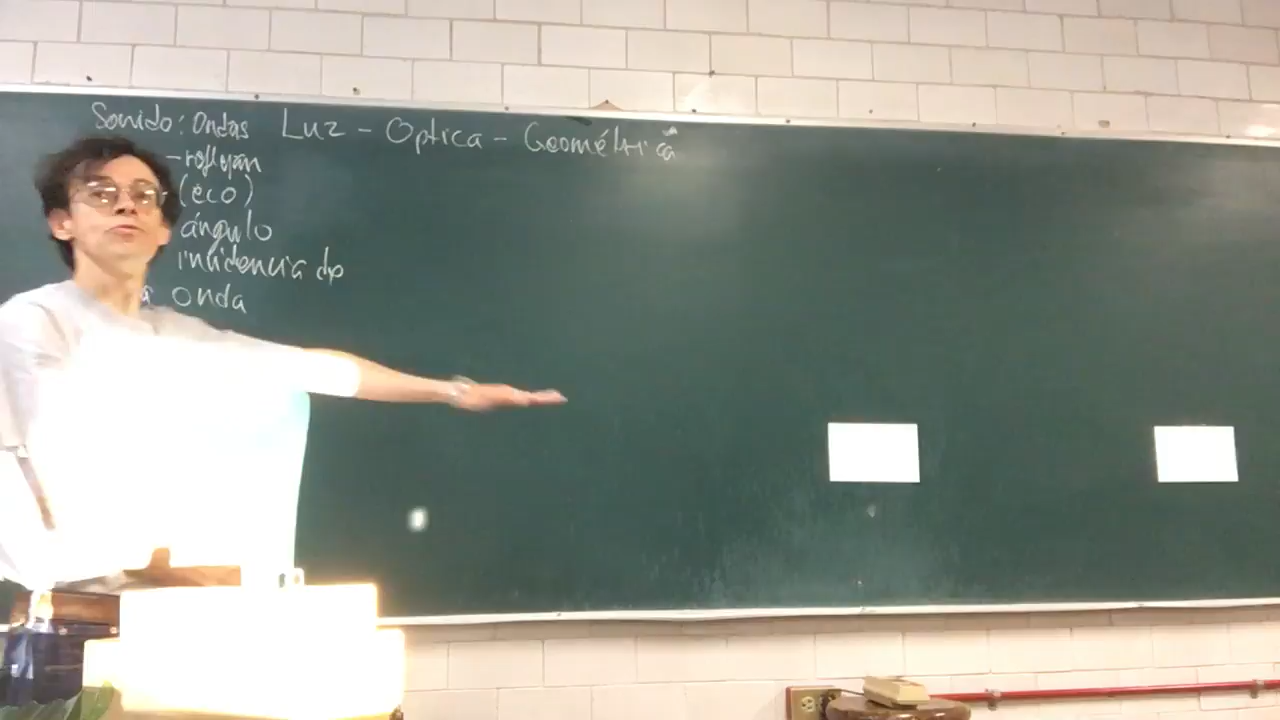 Sonido: Ondas Luz - Optica - Geométrica
- reflejan
(eco)
ángulo
incidencia de
a onda